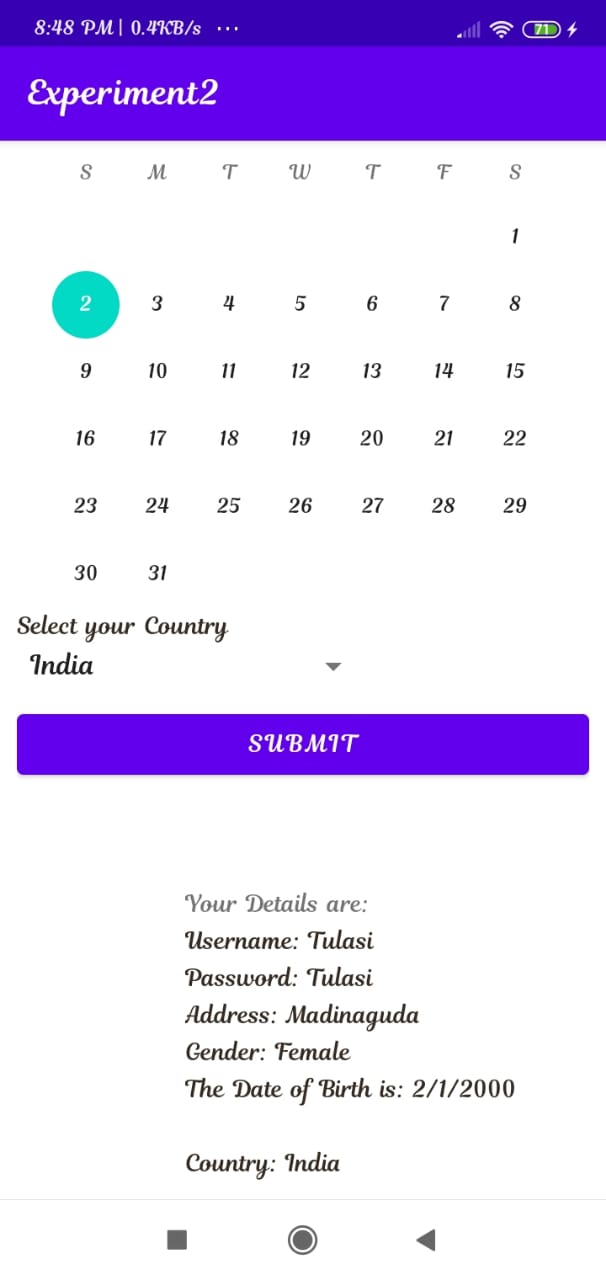 8:48 PM | 0.4KB/s ...
71
Experiment2
S M T W T F S
1
2 3 4 5 6 7 8
9 10 11 12 13 14 15
16 17 18 19 20 21 22
23 24 25 26 27 28 29
30 31
Select your Country
India
SUBMIT
Your Details are:
Username: Tulasi
Password: Tulasi
Address: Madinaguda
Gender: Female
The Date of Birth is: 2/1/2000
Country: India